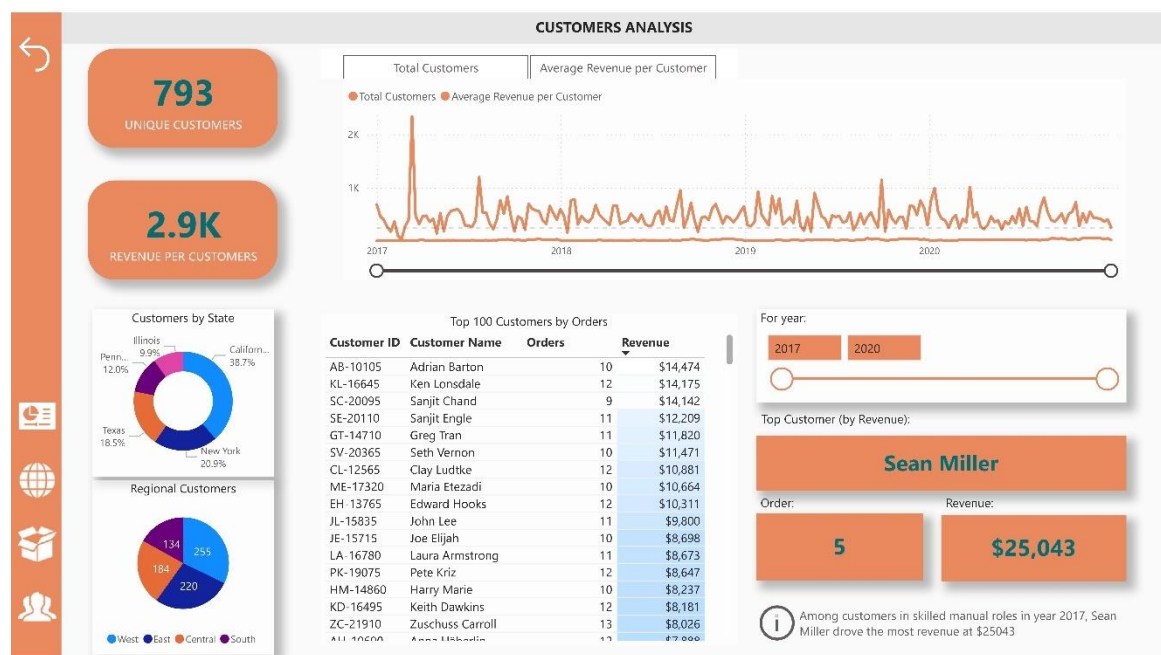 CUSTOMERS ANALYSIS
793
UNIQUE CUSTOMERS
2.9K
REVENUE PER CUSTOMERS
Total Customers
Average Revenue per Customer
Total Customers Average Revenue per Customer
2K
1K
2017 2018 2019 2020
Customers by State
Illinois
9.9%
Californ...
38.7%
Penn...
12.0%
Texas
18.5%
New York
20.9%
Regional Customers
134
255
184
220
West East Central South
Top 100 Customers by Orders
Customer ID Customer Name Orders Revenue
AB-10105 Adrian Barton 10 $14,474
KL-16645 Ken Lonsdale 12 $14,175
SC-20095 Sanjit Chand 9 $14,142
SE-20110 Sanjit Engle 11 $12,209
GT-14710 Greg Tran 11 $11,820
SV-20365 Seth Vernon 10 $11,471
CL-12565 Clay Ludtke 12 $10,881
ME-17320 Maria Etezadi 10 $10,664
EH-13765 Edward Hooks 12 $10,311
JL-15835 John Lee 11 $9,800
JE-15715 Joe Elijah 10 $8,698
LA-16780 Laura Armstrong 11 $8,673
PK-19075 Pete Kriz 12 $8,647
HM-14860 Harry Marie 10 $8,237
KD-16495 Keith Dawkins 12 $8,181
ZC-21910 Zuschuss Carroll 13 $8,026
For year:
2017 2020
Top Customer (by Revenue):
Sean Miller
Order: Revenue:
5 $25,043
Among customers in skilled manual roles in year 2017, Sean
Miller drove the most revenue at $25043